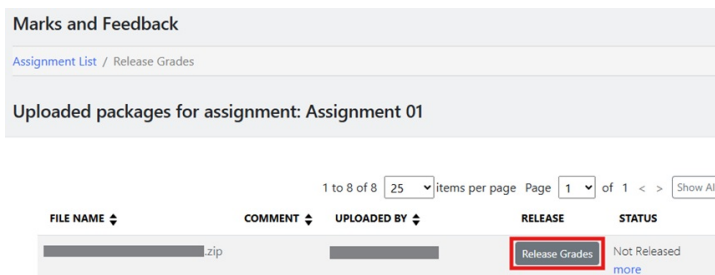 Marks and Feedback
Assignment List / Release Grades
Uploaded packages for assignment: Assignment 01
1 to 8 of 8 25 items per page Page 1 of 1 < > Show Al
FILE NAME COMMENT UPLOADED BY RELEASE STATUS
.zip Release Grades Not Released
more